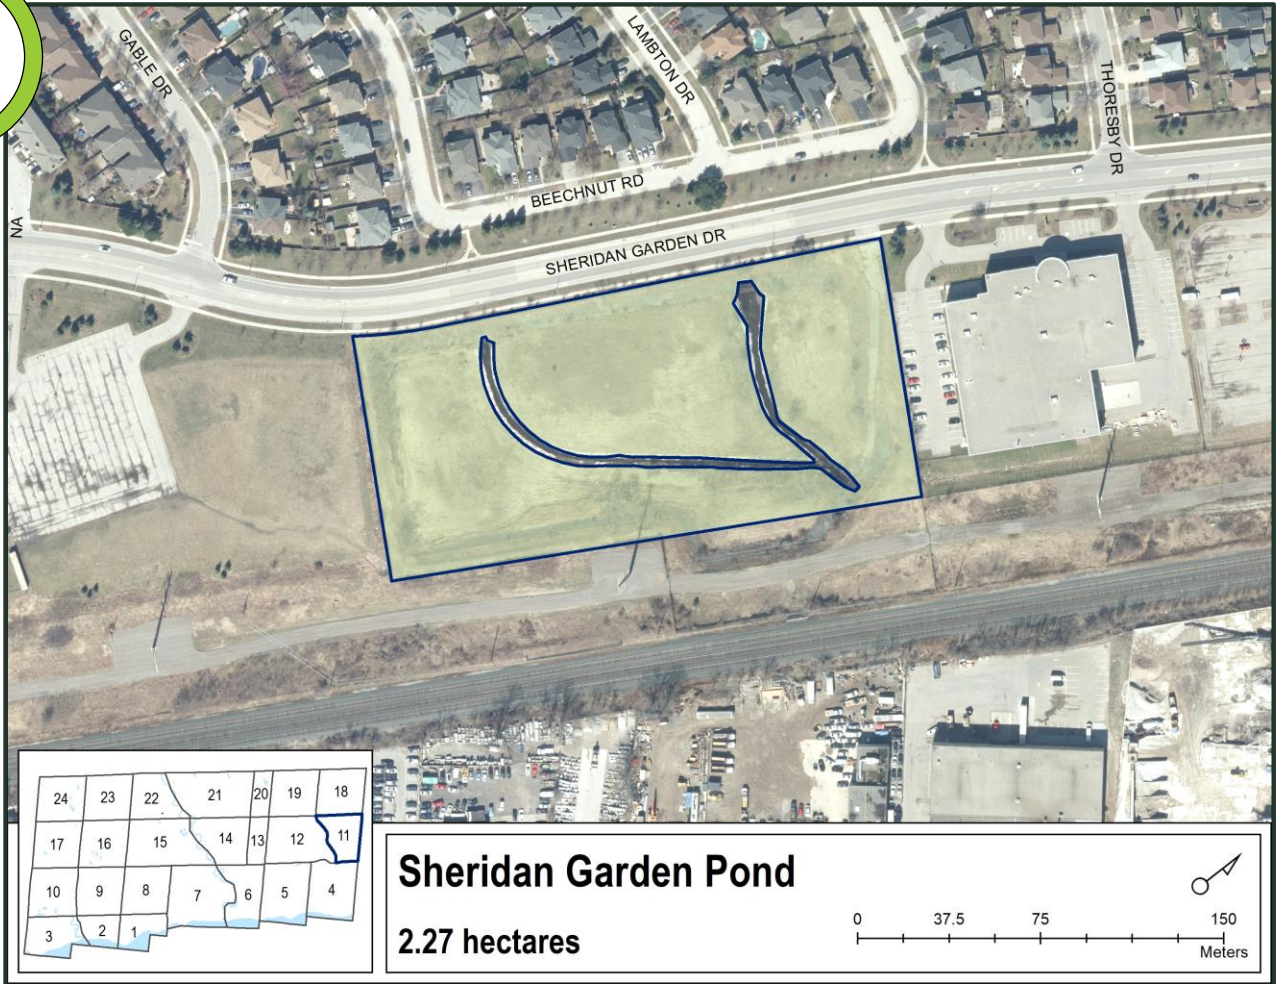 GABLE DR
LAMBTON DR
THORESBY DR
BEECHNUT RD
NA
SHERIDAN GARDEN DR
24 23 22 21 20 19 18
17 16 15 14 13 12 11
10 9 8 7 6 5 4
3 2 1
Sheridan Garden Pond
2.27 hectares
0 37.5 75 150
Meters